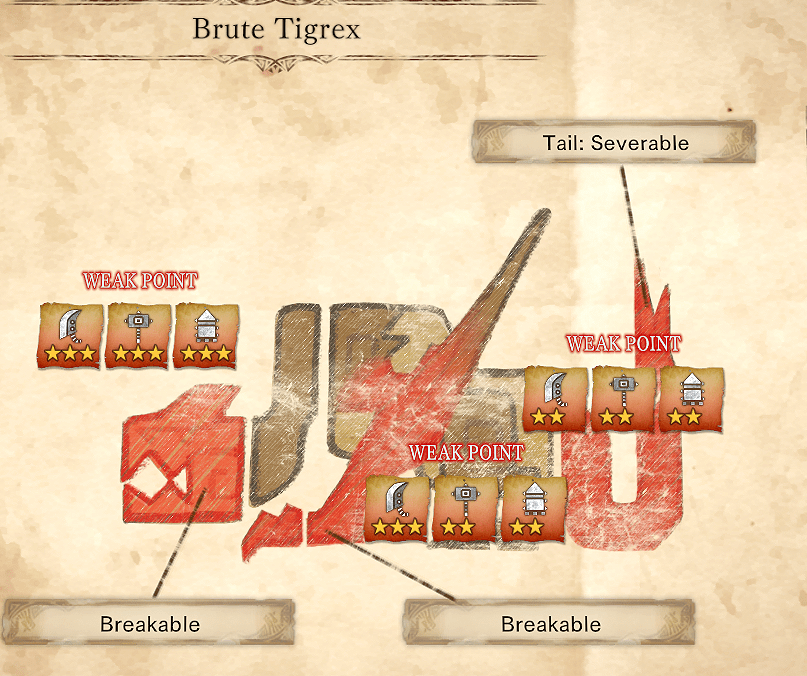 Brute Tigrex
Tail: Severable
WEAK POINT
WEAK POINT
WEAK POINT
Breakable
Breakable